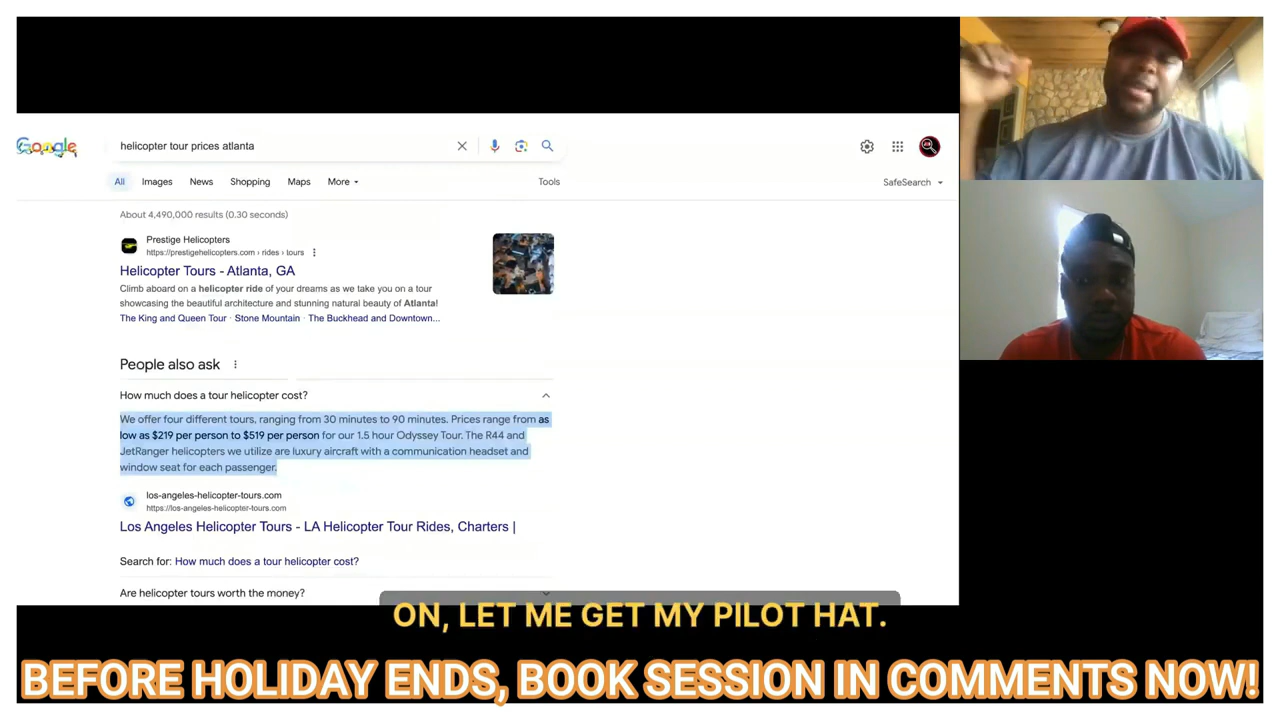 Google
helicopter tour prices atlanta
All
Images
News
Shopping
Maps
More
Tools
SafeSearch
About 4,490,000 results (0.30 seconds)
Prestige Helicopters
https://prestigehelicopters.com › rides › tours
Helicopter Tours - Atlanta, GA
Climb aboard on a helicopter ride of your dreams as we take you on a tour
showcasing the beautiful architecture and stunning natural beauty of Atlanta!
The King and Queen Tour · Stone Mountain · The Buckhead and Downtown...
People also ask
How much does a tour helicopter cost?
We offer four different tours, ranging from 30 minutes to 90 minutes. Prices range from as
low as $219 per person to $519 per person for our 1.5 hour Odyssey Tour. The R44 and
JetRanger helicopters we utilize are luxury aircraft with a communication headset and
window seat for each passenger.
los-angeles-helicopter-tours.com
https://los-angeles-helicopter-tours.com
Los Angeles Helicopter Tours - LA Helicopter Tour Rides, Charters |
Search for: How much does a tour helicopter cost?
Are helicopter tours worth the money?
ON, LET ME GET MY PILOT HAT.
BEFORE HOLIDAY ENDS, BOOK SESSION IN COMMENTS NOW!